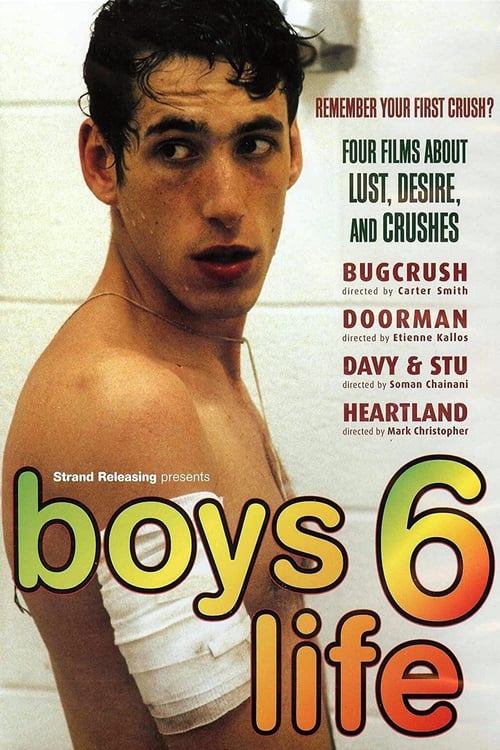 REMEMBER YOUR FIRST CRUSH?
FOUR FILMS ABOUT
LUST, DESIRE,
AND CRUSHES
BUGCRUSH
directed by Carter Smith
DOORMAN
directed by Etienne Kallos
DAVY & STU
directed by Soman Chainani
HEARTLAND
directed by Mark Christopher
Strand Releasing presents
boys 6
life